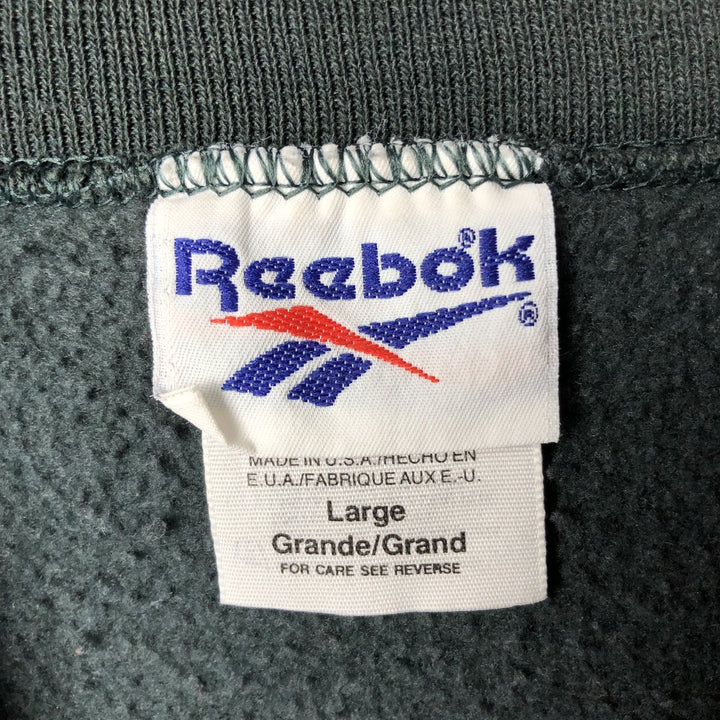 Reebok®
®
MADE IN U.S.A./HECHO EN
E.U.A./FABRIQUE AUX E.-U.
Large
Grande/Grand
FOR CARE SEE REVERSE